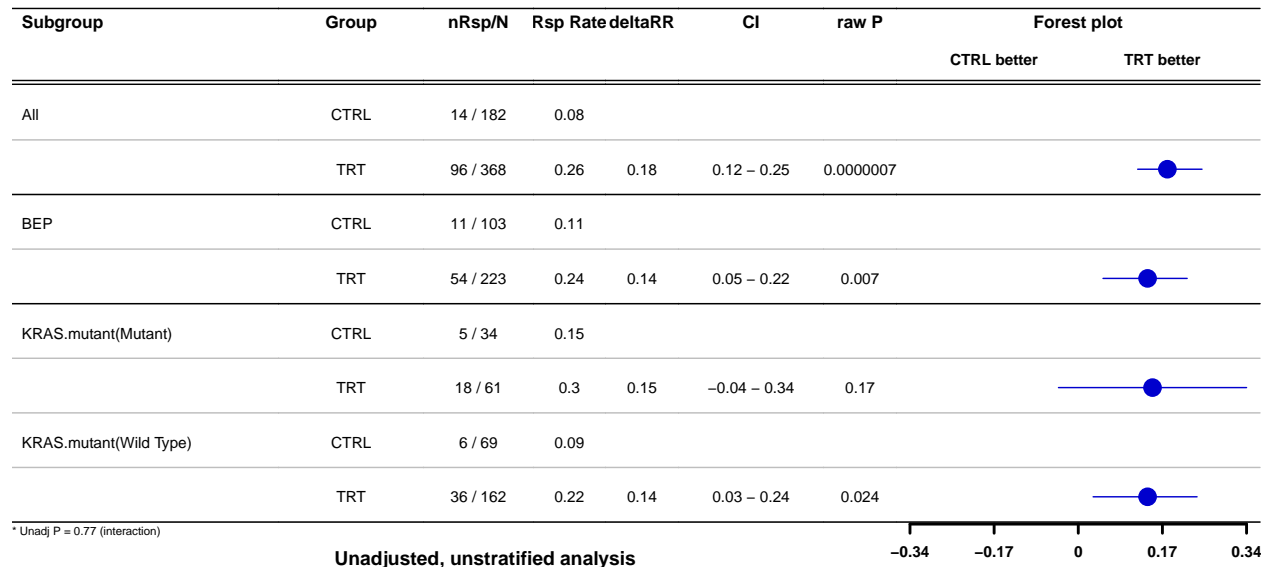 Subgroup Group nRsp/N Rsp Rate deltaRR CI raw P Forest plot
CTRL better TRT better
All CTRL 14 / 182 0.08
TRT 96 / 368 0.26 0.18 0.12 − 0.25 0.0000007
BEP CTRL 11 / 103 0.11
TRT 54 / 223 0.24 0.14 0.05 − 0.22 0.007
KRAS.mutant(Mutant) CTRL 5 / 34 0.15
TRT 18 / 61 0.3 0.15 −0.04 − 0.34 0.17
KRAS.mutant(Wild Type) CTRL 6 / 69 0.09
TRT 36 / 162 0.22 0.14 0.03 − 0.24 0.024
* Unadj P = 0.77 (interaction)
−0.34 −0.17 0 0.17 0.34
Unadjusted, unstratified analysis